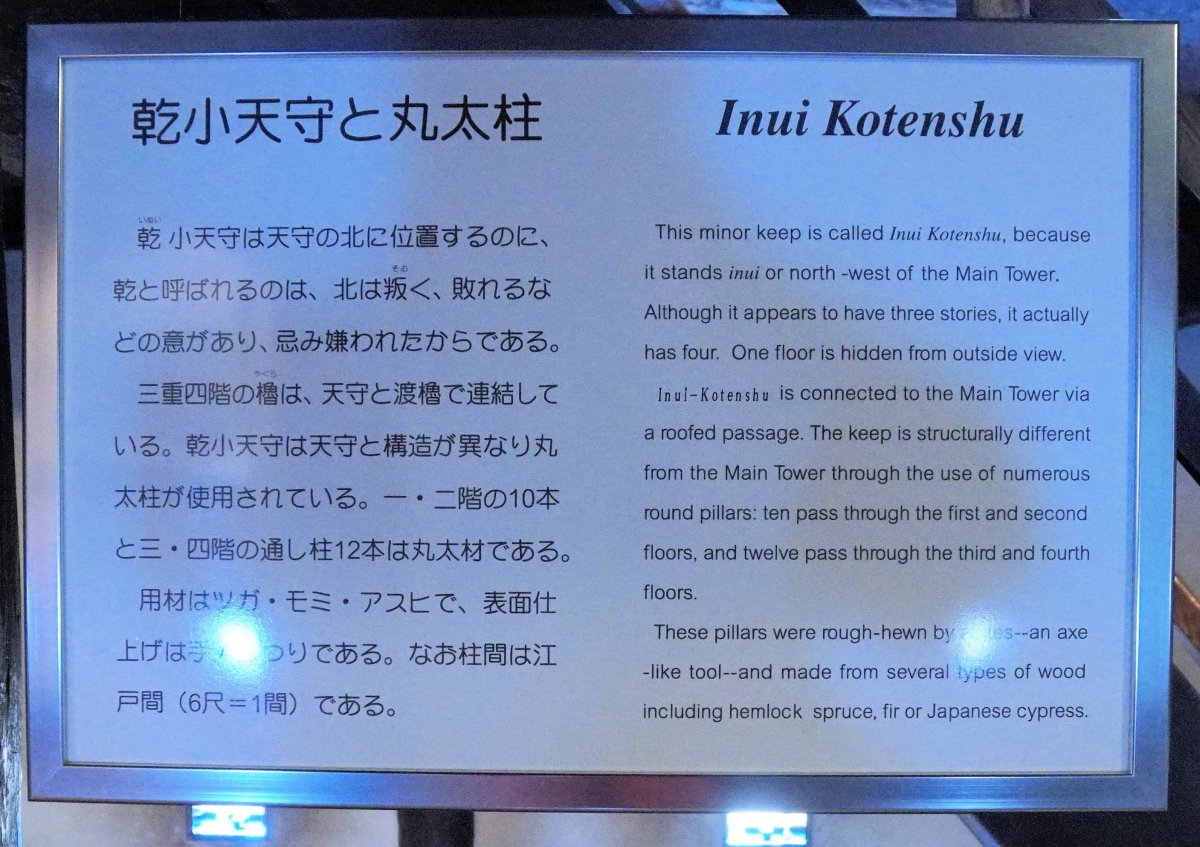 乾小天守と丸太柱
いぬい
乾小天守は天守の北に位置するのに、
そむ
乾と呼ばれるのは、北は叛く、敗れるな
どの意があり、忌み嫌われたからである。
やぐら
三重四階の櫓は、天守と渡櫓で連結して
いる。乾小天守は天守と構造が異なり丸
太柱が使用されている。一・二階の10本
と三・四階の通し柱12本は丸太材である。
用材はツガ・モミ・アスヒで、表面仕
上げは手 わりである。なお柱間は江
戸間(6尺=1間)である。
Inui Kotenshu
This minor keep is called Inui Kotenshu, because
it stands inui or north -west of the Main Tower.
Although it appears to have three stories, it actually
has four. One floor is hidden from outside view.
Inui-Kotenshu is connected to the Main Tower via
a roofed passage. The keep is structurally different
from the Main Tower through the use of numerous
round pillars: ten pass through the first and second
floors, and twelve pass through the third and fourth
floors.
These pillars were rough-hewn by --an axe
-like tool--and made from several types of wood
including hemlock spruce, fir or Japanese cypress.